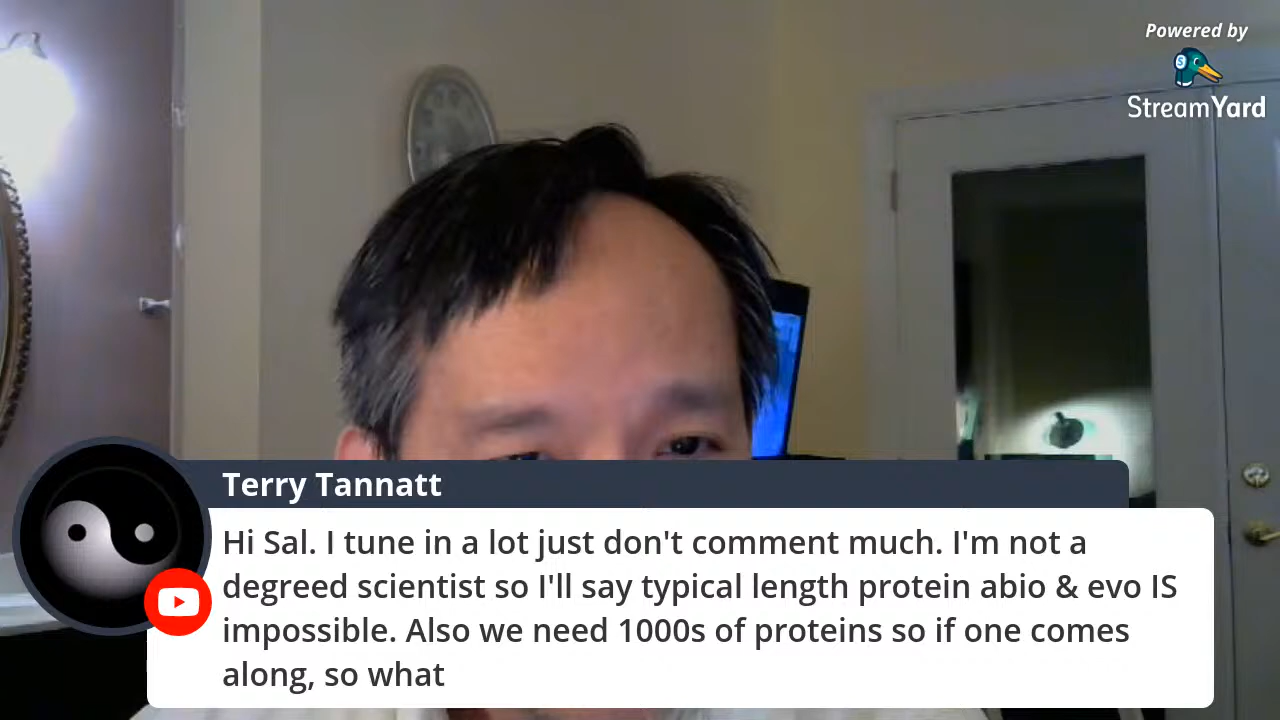 Powered by
StreamYard
Terry Tannatt
Hi Sal. I tune in a lot just don't comment much. I'm not a
degreed scientist so I'll say typical length protein abio & evo IS
impossible. Also we need 1000s of proteins so if one comes
along, so what